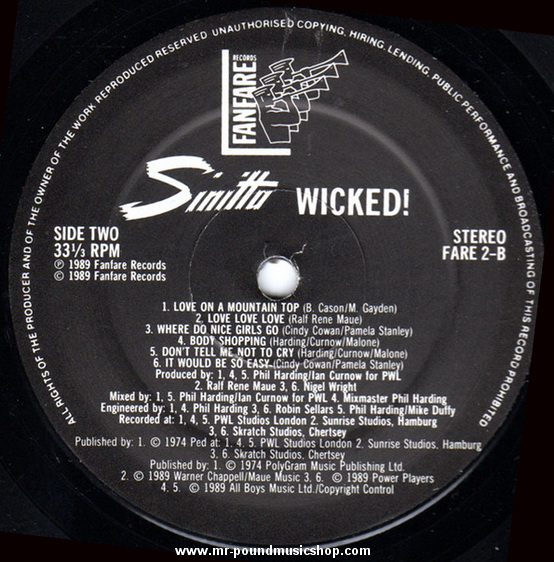 ALL RIGHTS OF THE PRODUCER AND OF THE OWNER OF THE WORK REPRODUCED RESERVED UNAUTHORISED COPYING, HIRING, LENDING, PUBLIC PERFORMANCE AND BROADCASTING OF THIS RECORD PROHIBITED
FANFARE RECORDS
Sinitta WICKED!
SIDE TWO
33⅓ RPM
℗ 1989 Fanfare Records
© 1989 Fanfare Records
STEREO
FARE 2-B
1. LOVE ON A MOUNTAIN TOP (B. Cason/M. Gayden)
2. LOVE LOVE LOVE (Ralf Rene Maue)
3. WHERE DO NICE GIRLS GO (Cindy Cowan/Pamela Stanley)
4. BODY SHOPPING (Harding/Curnow/Malone)
5. DON'T TELL ME NOT TO CRY (Harding/Curnow/Malone)
6. IT WOULD BE SO EASY (Cindy Cowan/Pamela Stanley)
Produced by: 1, 4, 5. Phil Harding/Ian Curnow for PWL
2. Ralf Rene Maue 3, 6. Nigel Wright
Mixed by: 1, 5. Phil Harding/Ian Curnow for PWL 4. Mixmaster Phil Harding
Engineered by: 1, 4. Phil Harding 3, 6. Robin Sellars 5. Phil Harding/Mike Duffy
Recorded at: 1, 4, 5. PWL Studios London 2. Sunrise Studios, Hamburg
3, 6. Skratch Studios, Chertsey
Published by: 1. © 1974 Ped at: 1, 4, 5. PWL Studios London 2. Sunrise Studios, Hamburg
3, 6. Skratch Studios, Chertsey
Published by: 1. © 1974 PolyGram Music Publishing Ltd.
2. © 1989 Warner Chappell/Maue Music 3, 6. © 1989 Power Players
4. 5. © 1989 All Boys Music Ltd./Copyright Control
www.mr-poundmusicshop.com